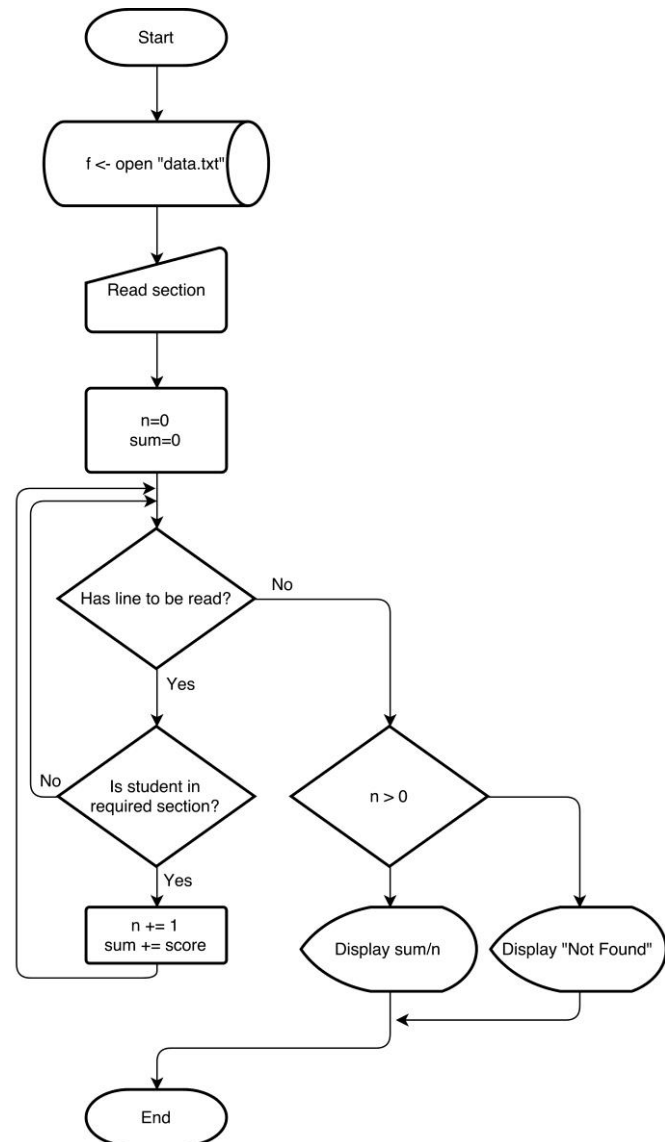 Start
f <- open "data.txt"
Read section
n=0
sum=0
Has line to be read?
No
Yes
Is student in
required section?
No
n > 0
Yes
n += 1
sum += score
Display sum/n
Display "Not Found"
End